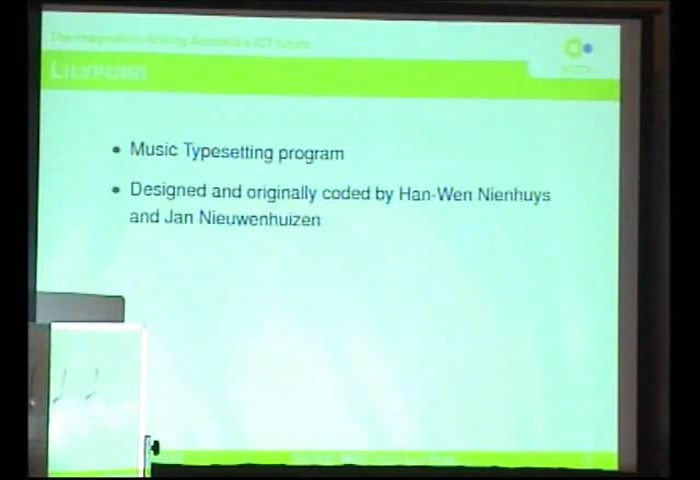 The imagination driving Australia's ICT future.
LILYPOND
• Music Typesetting program
• Designed and originally coded by Han-Wen Nienhuys
and Jan Nieuwenhuizen
NICTA